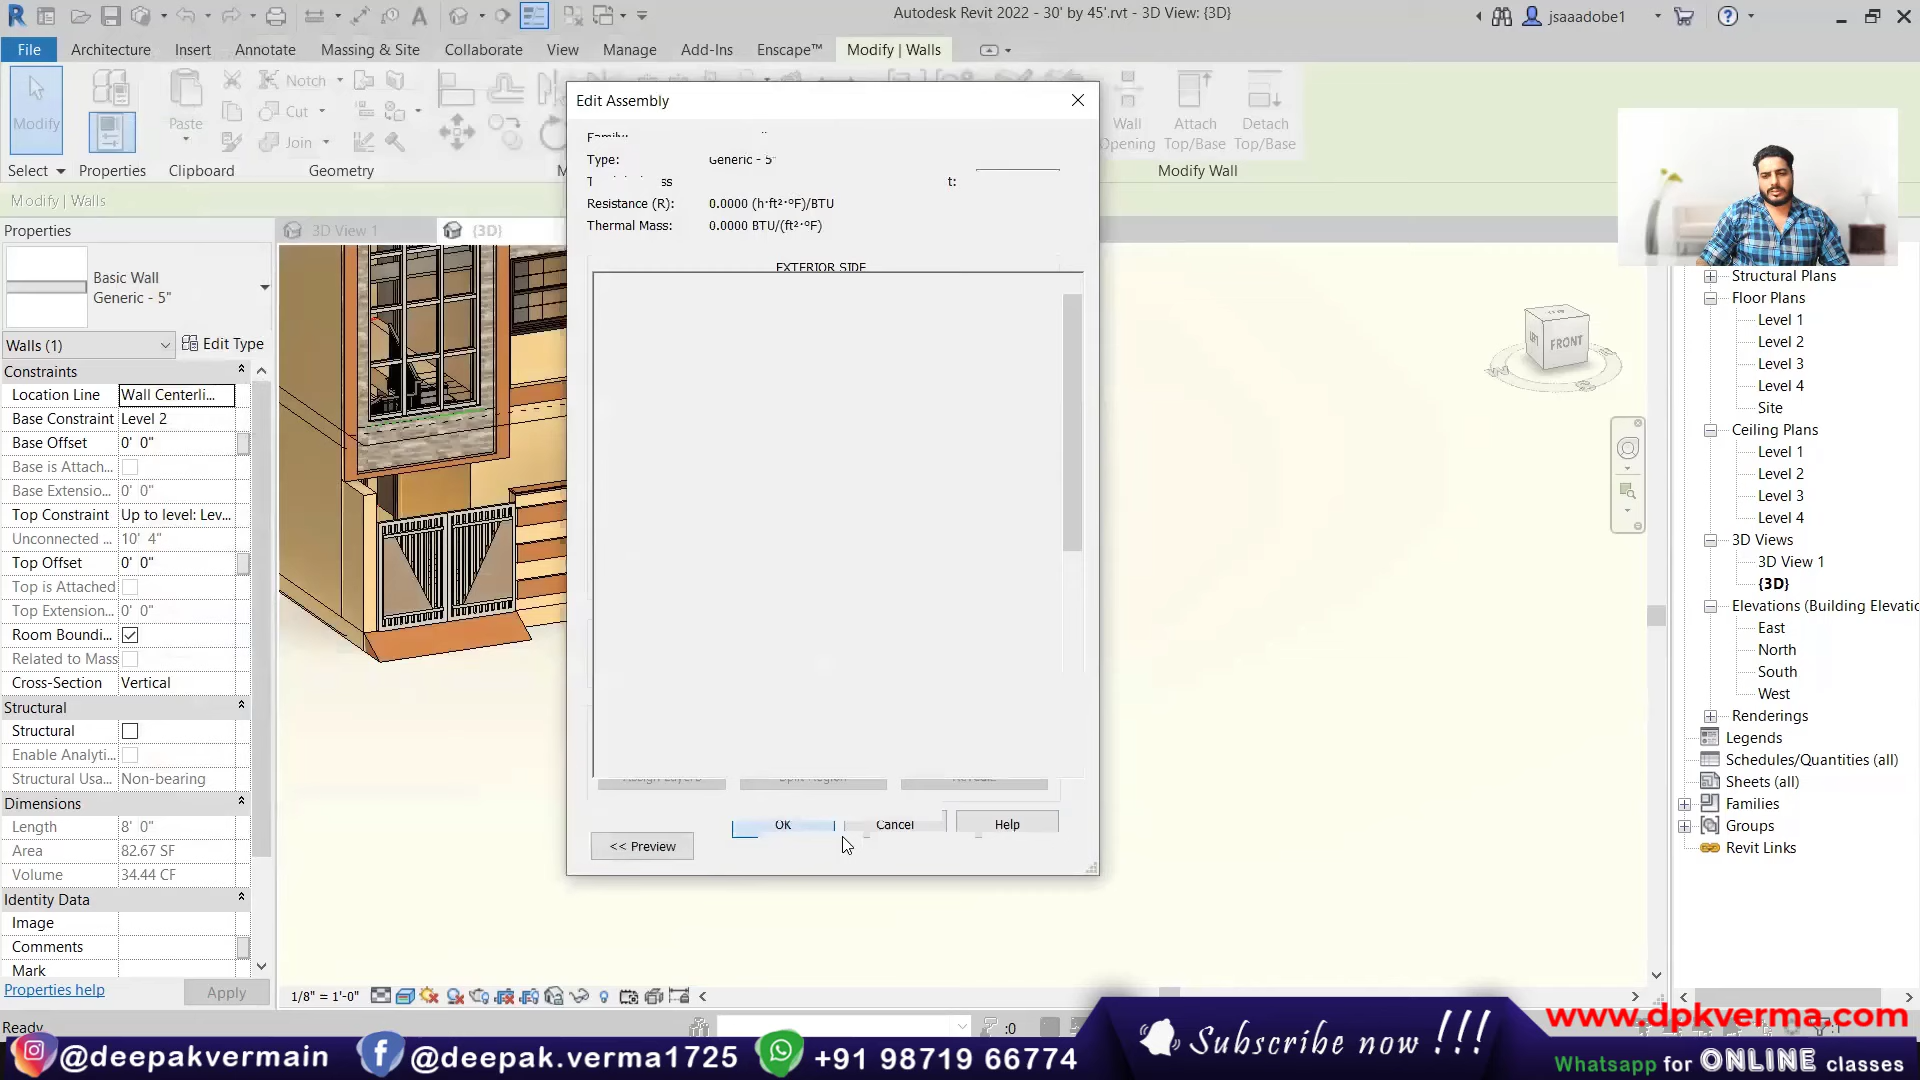 Autodesk Revit 2022 - 30' by 45'.rvt - 3D View: {3D}
jsaaadobe1
File Architecture Insert Annotate Massing & Site Collaborate View Manage Add-Ins Enscape™ Modify | Walls
Modify
Paste
Notch
Cut
Join
Wall Opening
Attach Top/Base
Detach Top/Base
Select Properties Clipboard Geometry Modify Wall
Modify | Walls
Properties
Basic Wall
Generic - 5"
Walls (1) Edit Type
Constraints
Location Line Wall Centerli...
Base Constraint Level 2
Base Offset 0' 0"
Base is Attach...
Base Extensio... 0' 0"
Top Constraint Up to level: Lev...
Unconnected ... 10' 4"
Top Offset 0' 0"
Top is Attached
Top Extension... 0' 0"
Room Boundi...
Related to Mass
Cross-Section Vertical
Structural
Structural
Enable Analyti...
Structural Usa... Non-bearing
Dimensions
Length 8' 0"
Area 82.67 SF
Volume 34.44 CF
Identity Data
Image
Comments
Mark
Properties help Apply
Ready
3D View 1 {3D}
Edit Assembly
Family:
Type: Generic - 5"
Resistance (R): 0.0000 (h·ft²·°F)/BTU
Thermal Mass: 0.0000 BTU/(ft²·°F)
EXTERIOR SIDE
OK Cancel Help
<< Preview
FRONT
1/8" = 1'-0"
:0
Structural Plans
Floor Plans
Level 1
Level 2
Level 3
Level 4
Site
Ceiling Plans
Level 1
Level 2
Level 3
Level 4
3D Views
3D View 1
{3D}
Elevations (Building Elevatio
East
North
South
West
Renderings
Legends
Schedules/Quantities (all)
Sheets (all)
Families
Groups
Revit Links
@deepakvermain @deepak.verma1725 +91 98719 66774
Subscribe now !!!
www.dpkverma.com
Whatsapp for ONLINE classes